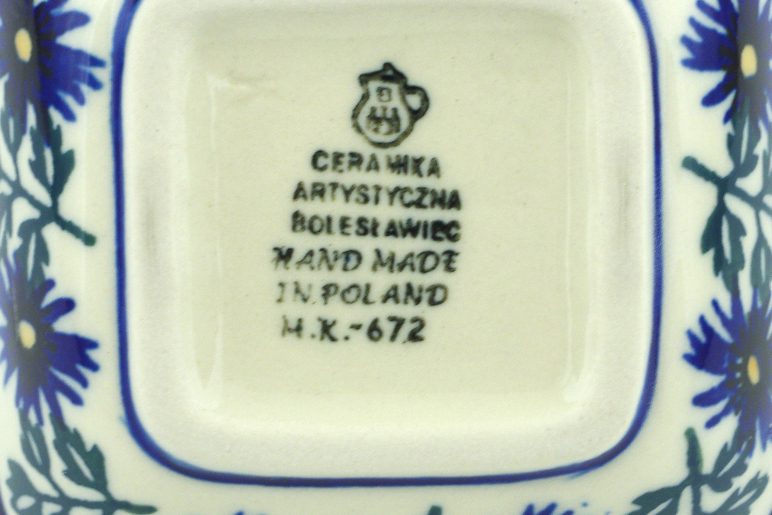 CERAMIKA
ARTYSTYCZNA
BOLESŁAWIEC
HAND MADE
IN POLAND
M.K.-672